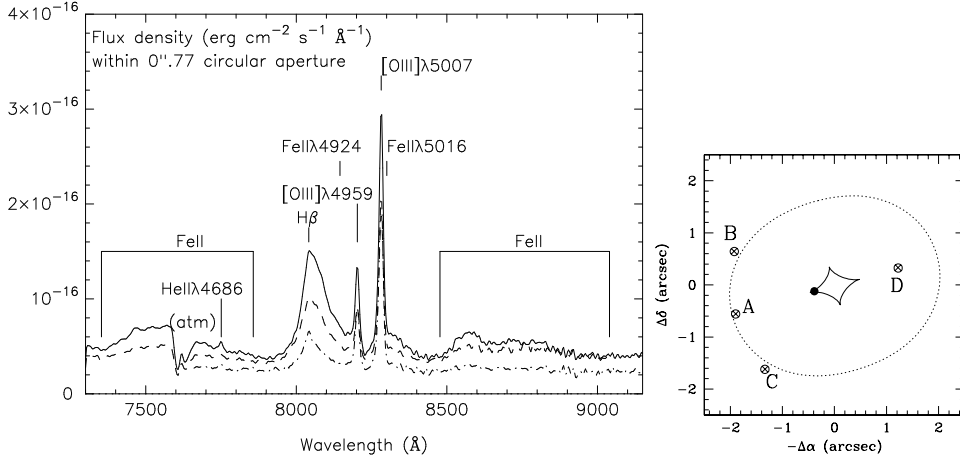 4×10⁻¹⁶
3×10⁻¹⁶
2×10⁻¹⁶
10⁻¹⁶
0
Flux density (erg cm⁻² s⁻¹ Å⁻¹)
within 0".77 circular aperture
[OIII]λ5007
FeIIλ4924
FeIIλ5016
[OIII]λ4959
Hβ
FeII
FeII
HeIIλ4686
(atm)
7500
8000
8500
9000
Wavelength (Å)
2
1
0
-1
-2
Δδ (arcsec)
B
A
C
D
-2
-1
0
1
2
-Δα (arcsec)